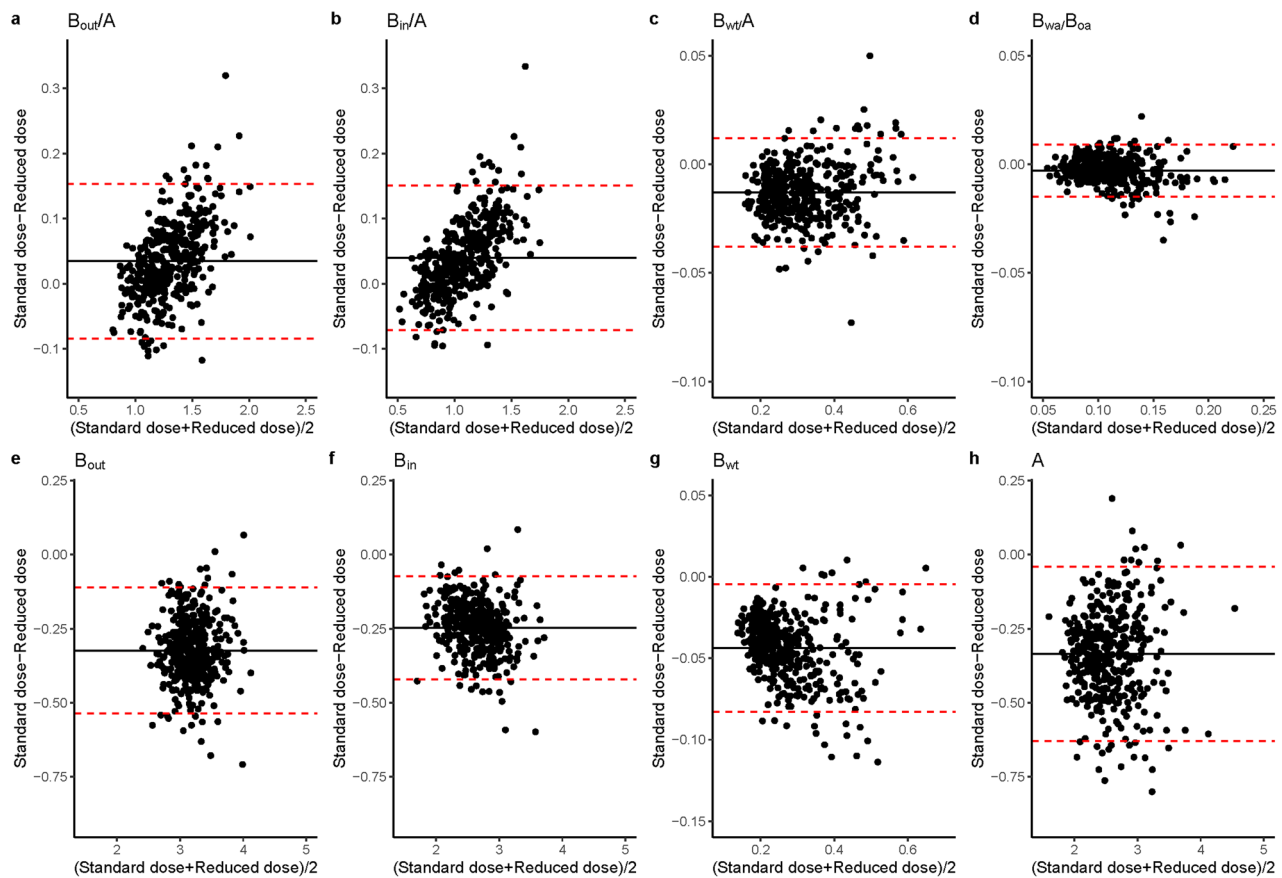 a B_out/A
0.3
0.2
0.1
0.0
−0.1
Standard dose−Reduced dose
0.5 1.0 1.5 2.0 2.5
(Standard dose+Reduced dose)/2
b B_in/A
0.3
0.2
0.1
0.0
−0.1
Standard dose−Reduced dose
0.5 1.0 1.5 2.0 2.5
(Standard dose+Reduced dose)/2
c B_wt/A
0.05
0.00
−0.05
−0.10
Standard dose−Reduced dose
0.2 0.4 0.6
(Standard dose+Reduced dose)/2
d B_wa/B_oa
0.05
0.00
−0.05
−0.10
Standard dose−Reduced dose
0.05 0.10 0.15 0.20 0.25
(Standard dose+Reduced dose)/2
e B_out
0.25
0.00
−0.25
−0.50
−0.75
Standard dose−Reduced dose
2 3 4 5
(Standard dose+Reduced dose)/2
f B_in
0.25
0.00
−0.25
−0.50
−0.75
Standard dose−Reduced dose
2 3 4 5
(Standard dose+Reduced dose)/2
g B_wt
0.05
0.00
−0.05
−0.10
−0.15
Standard dose−Reduced dose
0.2 0.4 0.6
(Standard dose+Reduced dose)/2
h A
0.25
0.00
−0.25
−0.50
−0.75
Standard dose−Reduced dose
2 3 4 5
(Standard dose+Reduced dose)/2